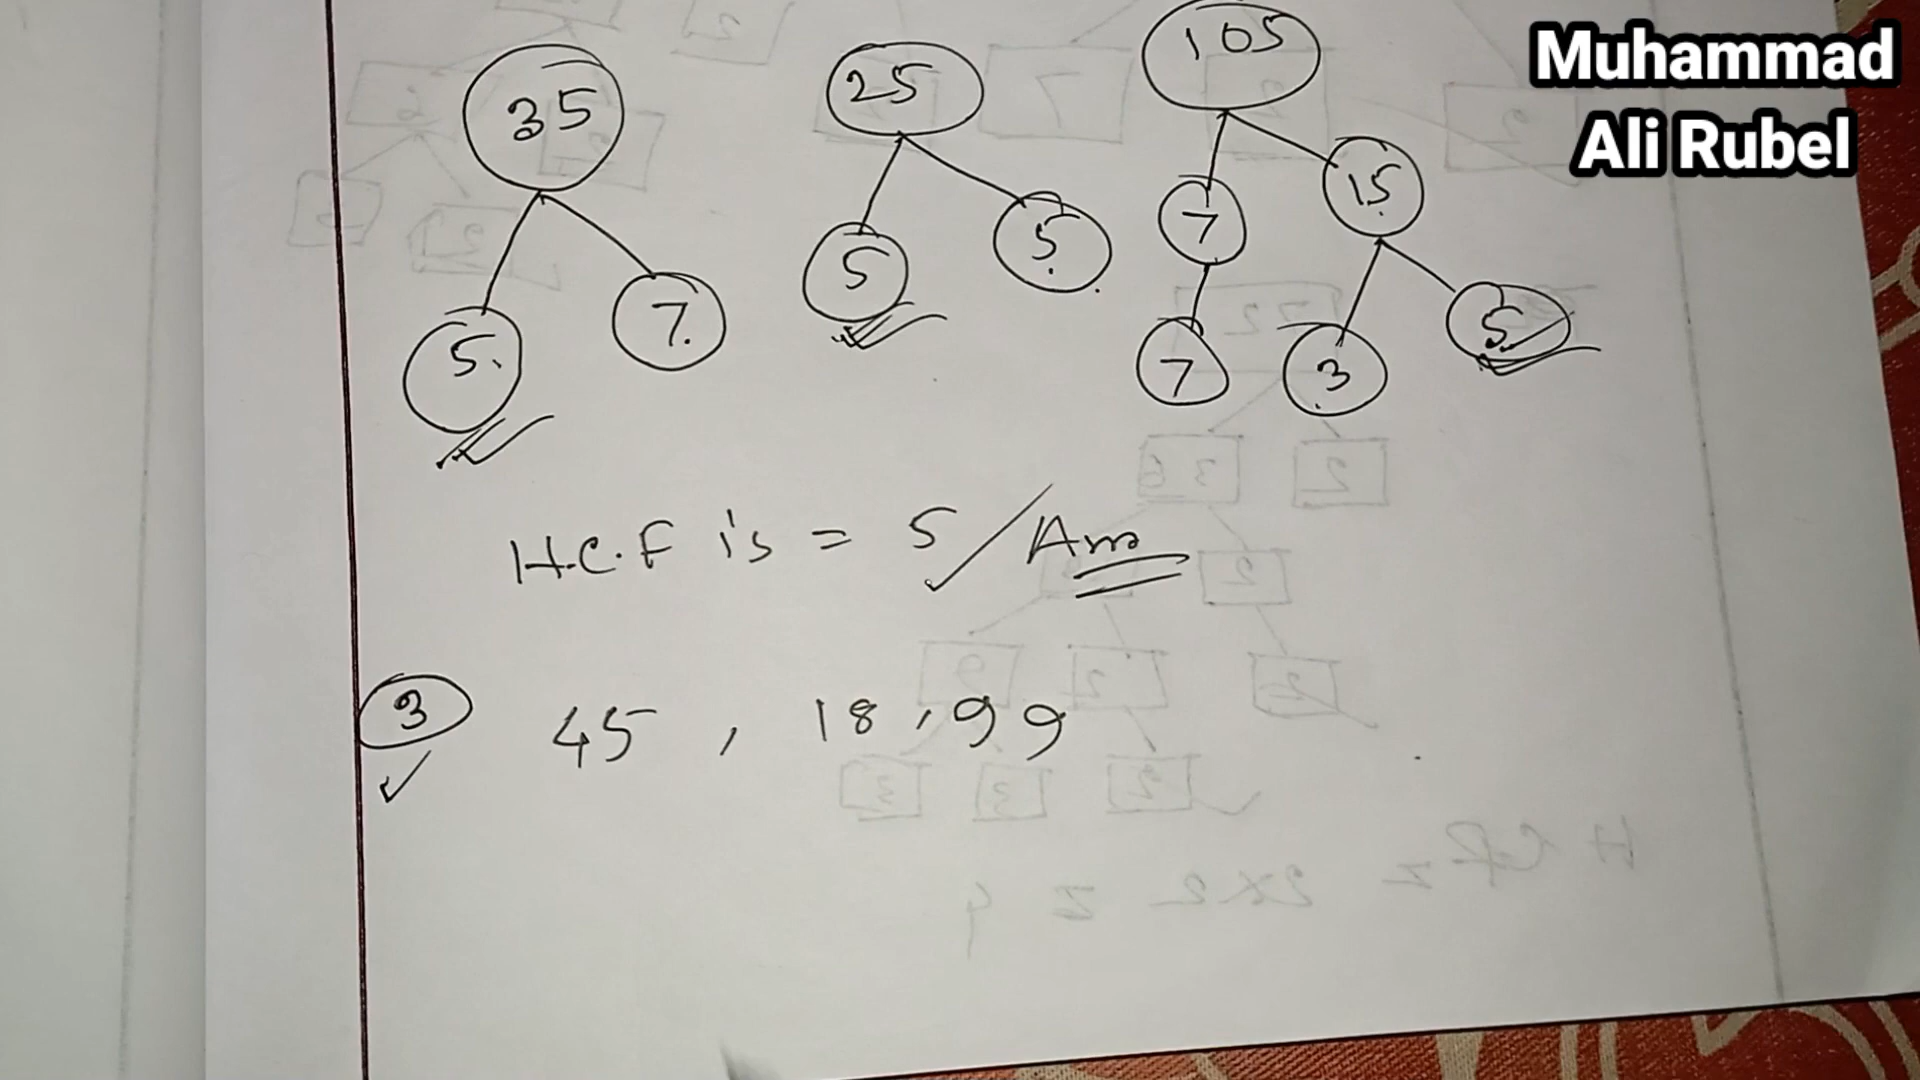 Muhammad
Ali Rubel
35 25 105
7 15
5 7 5 5 7 3 5
H.C.F is = 5 Ans
3 45, 18, 99